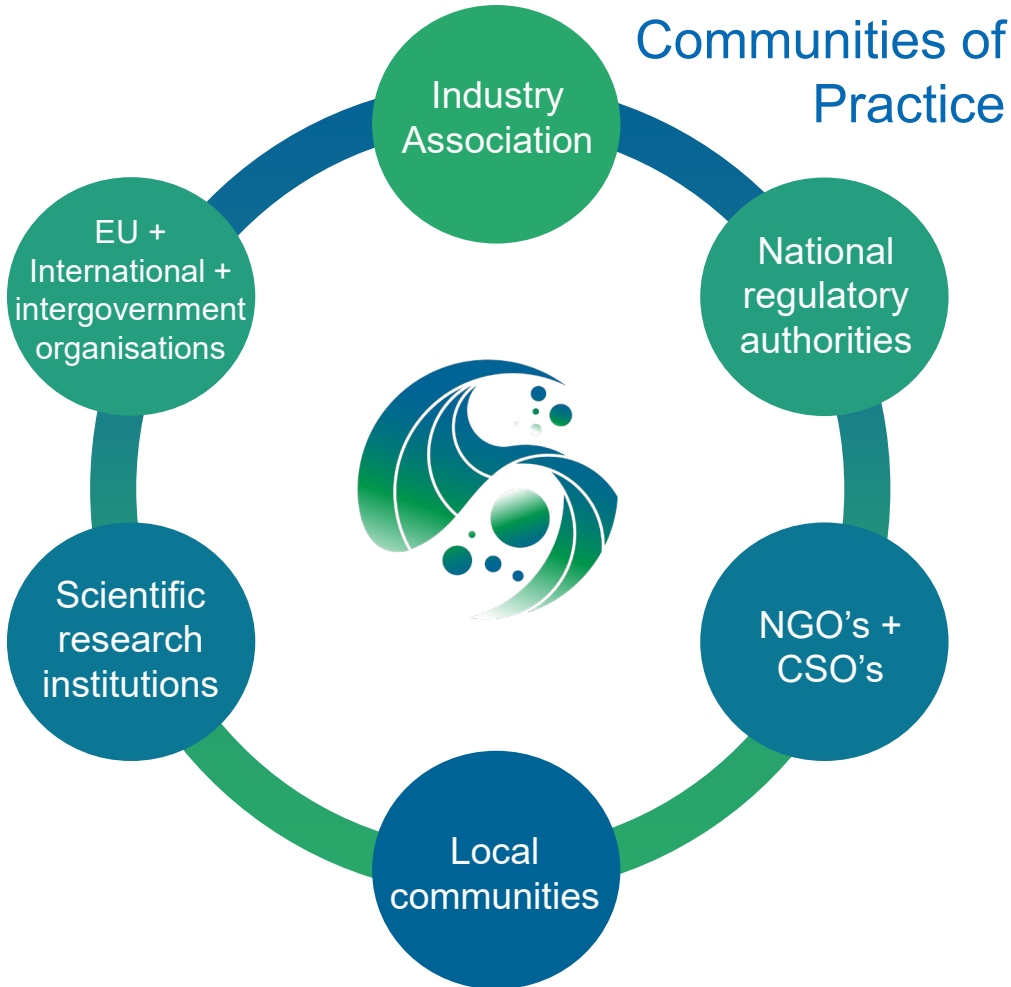 Communities of
Practice
Industry
Association
National
regulatory
authorities
NGO’s +
CSO’s
Local
communities
Scientific
research
institutions
EU +
International +
intergovernment
organisations